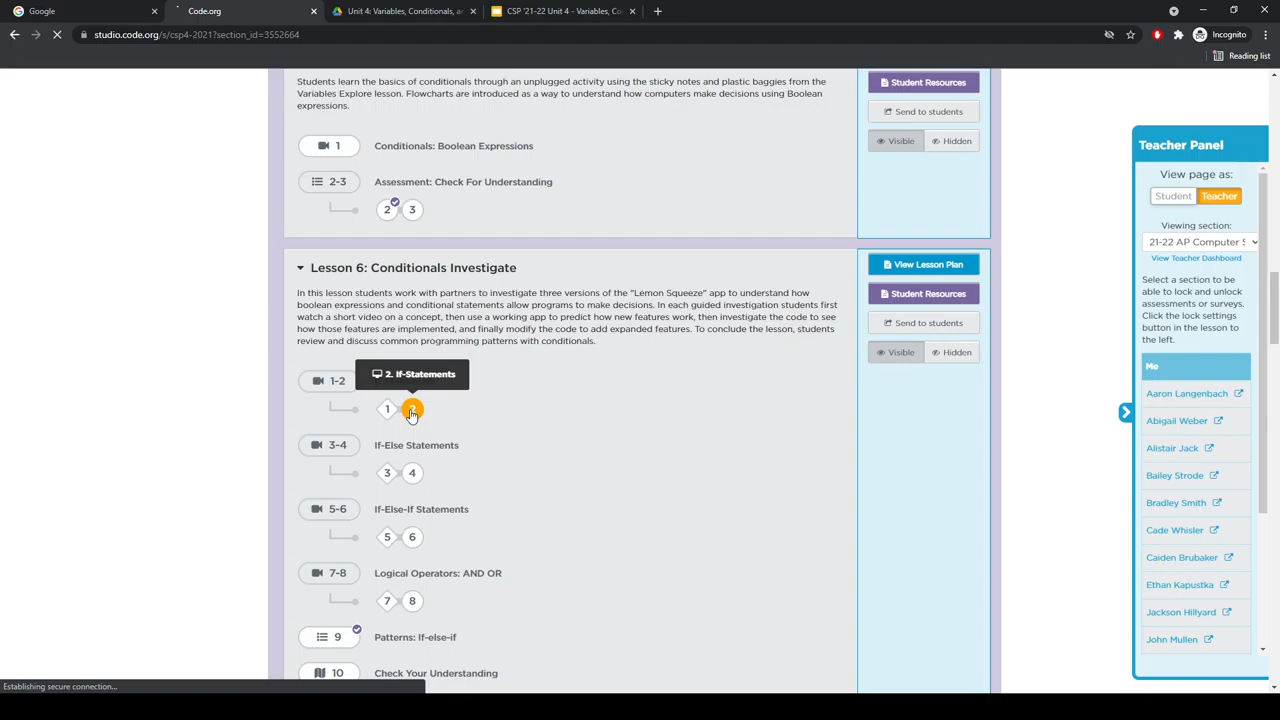 Google
Code.org
Unit 4: Variables, Conditionals, a
CSP '21-22 Unit 4 - Variables, Co
studio.code.org/s/csp4-2021?section_id=3552664
Incognito
Reading list
Students learn the basics of conditionals through an unplugged activity using the sticky notes and plastic baggies from the
Variables Explore lesson. Flowcharts are introduced as a way to understand how computers make decisions using Boolean
expressions.
Student Resources
Send to students
Visible
Hidden
1
Conditionals: Boolean Expressions
2-3
Assessment: Check For Understanding
2
3
Lesson 6: Conditionals Investigate
In this lesson students work with partners to investigate three versions of the "Lemon Squeeze" app to understand how
boolean expressions and conditional statements allow programs to make decisions. In each guided investigation students first
watch a short video on a concept, then use a working app to predict how new features work, then investigate the code to see
how those features are implemented, and finally modify the code to add expanded features. To conclude the lesson, students
review and discuss common programming patterns with conditionals.
View Lesson Plan
Student Resources
Send to students
Visible
Hidden
1-2
2. If-Statements
1
3-4
If-Else Statements
3
4
5-6
If-Else-If Statements
5
6
7-8
Logical Operators: AND OR
7
8
9
Patterns: If-else-if
10
Check Your Understanding
Teacher Panel
View page as:
Student
Teacher
Viewing section:
21-22 AP Computer S
View Teacher Dashboard
Select a section to be
able to lock and unlock
assessments or surveys.
Click the lock settings
button in the lesson to
the left.
Me
Aaron Langenbach
Abigail Weber
Alistair Jack
Bailey Strode
Bradley Smith
Cade Whisler
Caiden Brubaker
Ethan Kapustka
Jackson Hillyard
John Mullen
Establishing secure connection...